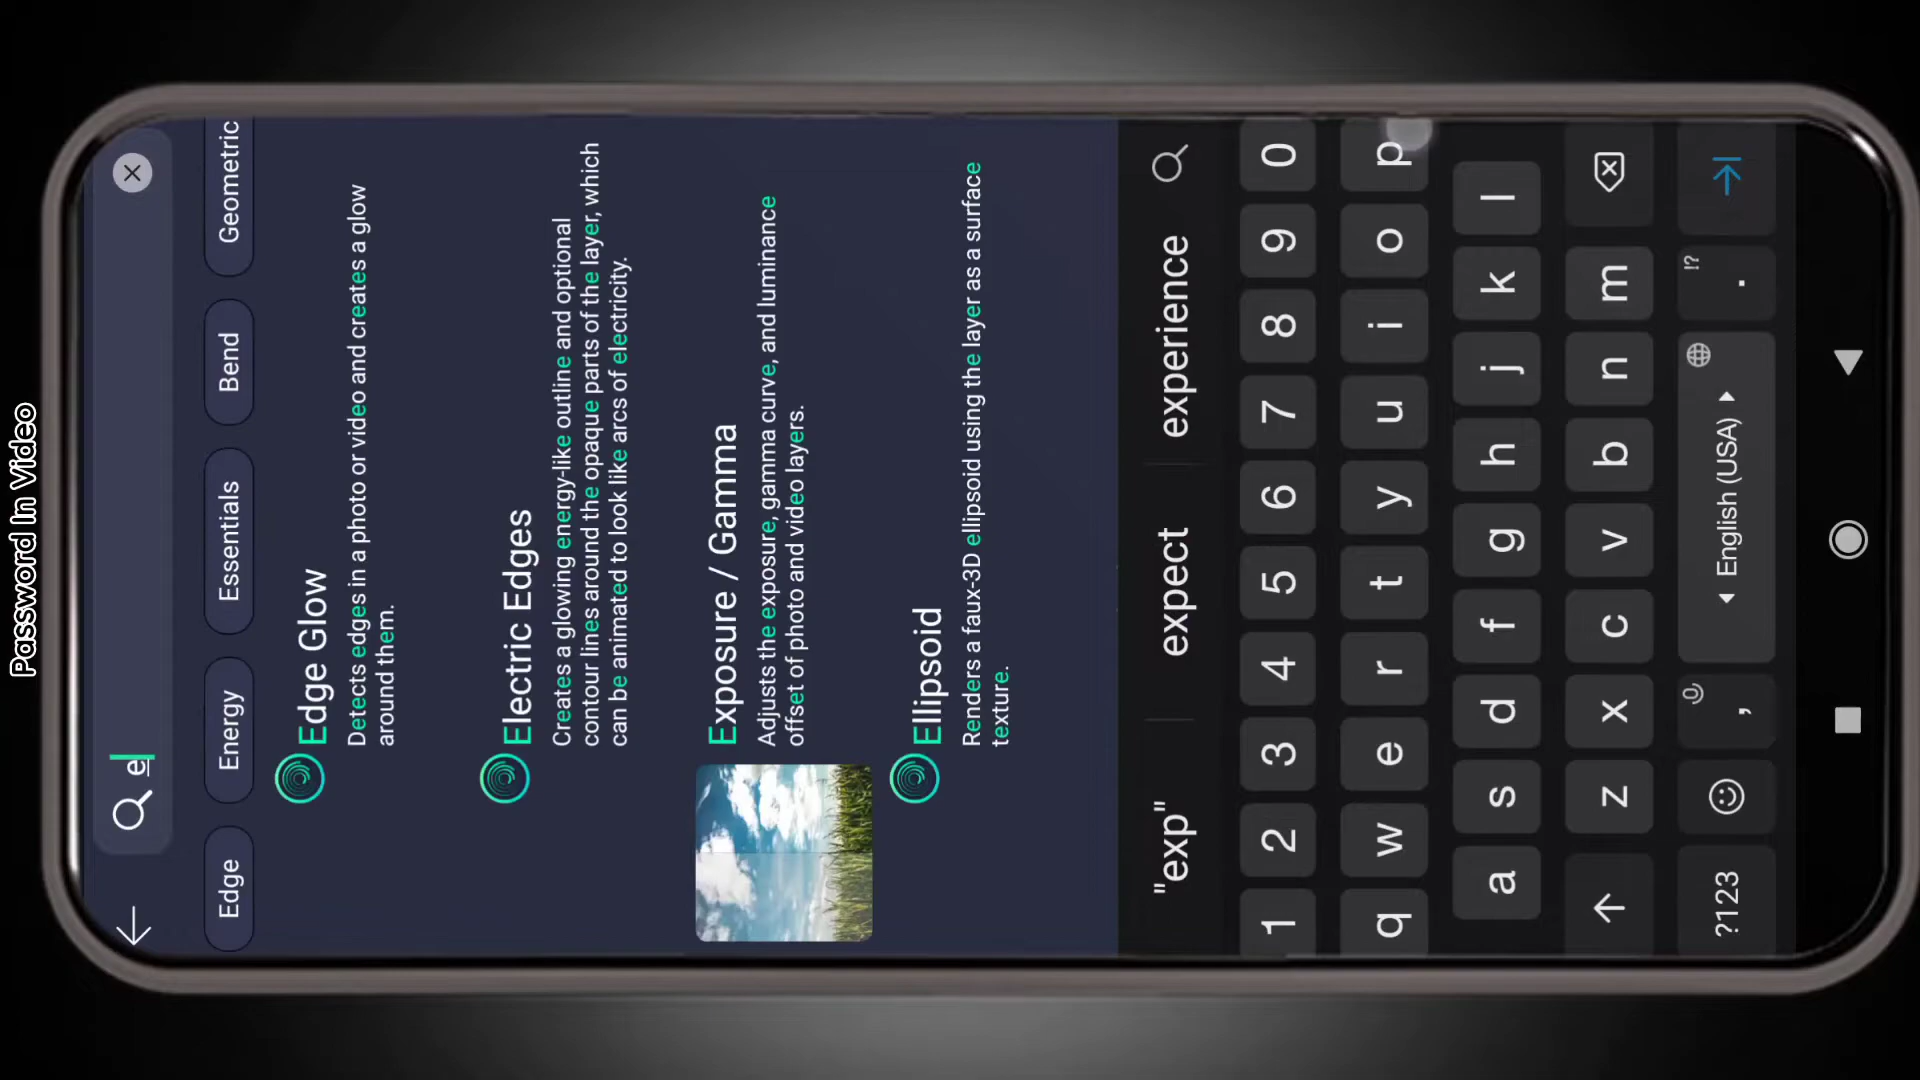 Password In Video
e
Edge
Energy
Essentials
Bend
Geometric
Edge Glow
Detects edges in a photo or video and creates a glow
around them.
Electric Edges
Creates a glowing energy-like outline and optional
contour lines around the opaque parts of the layer, which
can be animated to look like arcs of electricity.
Exposure / Gamma
Adjusts the exposure, gamma curve, and luminance
offset of photo and video layers.
Ellipsoid
Renders a faux-3D ellipsoid using the layer as a surface
texture.
"exp" expect experience
1 2 3 4 5 6 7 8 9 0
q w e r t y u i o p
a s d f g h j k l
z x c v b n m
?123 , English (USA) . !?